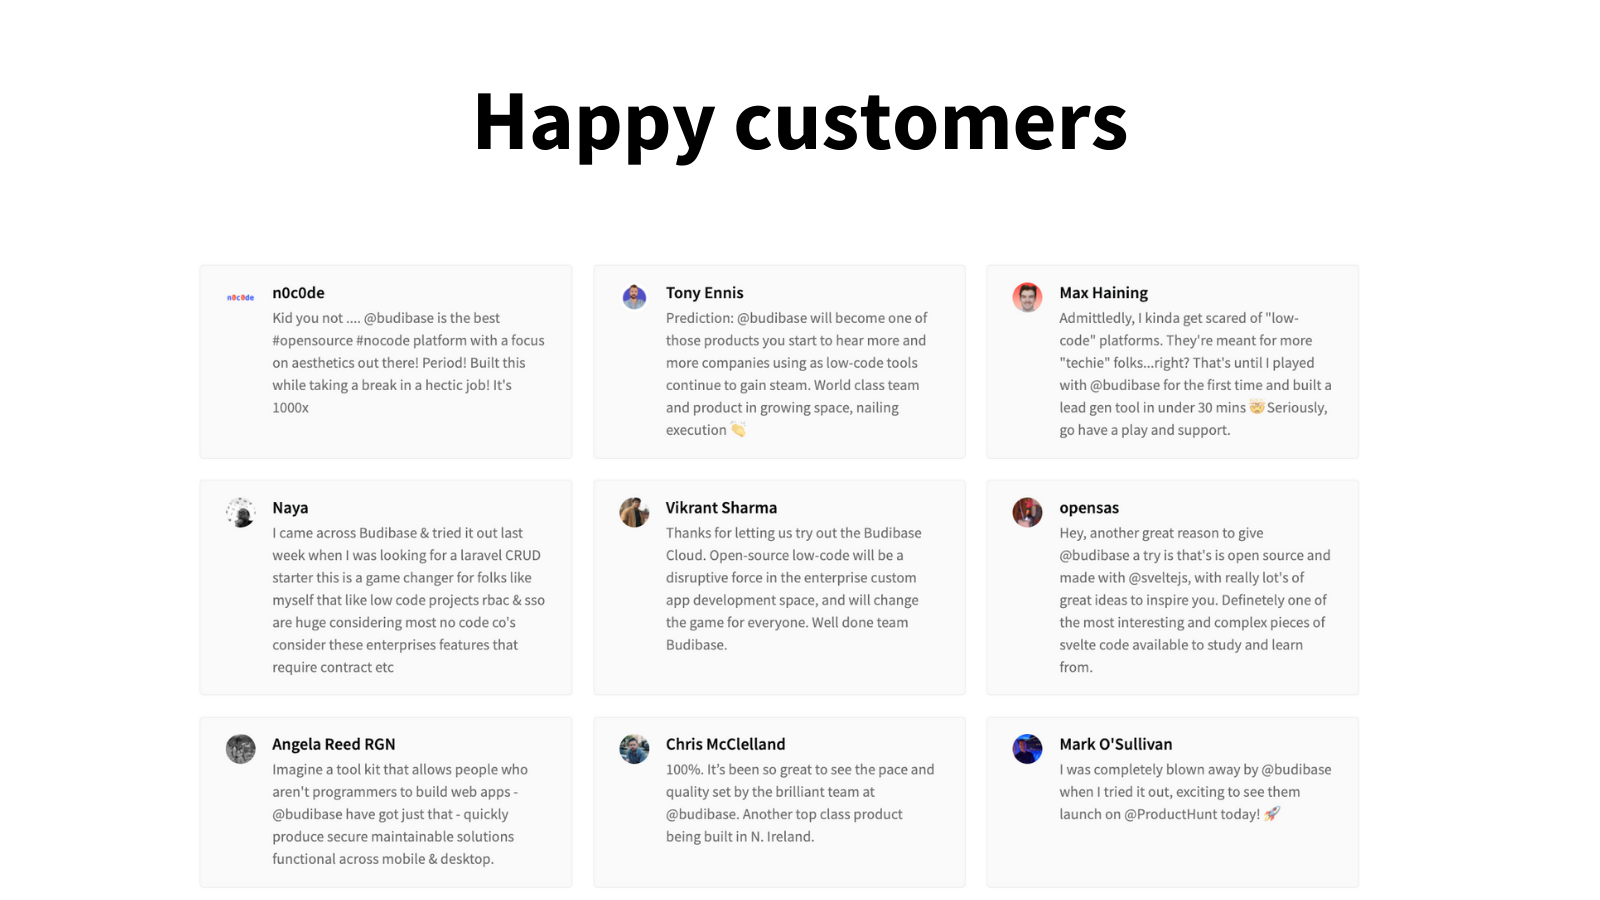 Happy customers
n0c0de
n0c0de
Kid you not .... @budibase is the best
#opensource #nocode platform with a focus
on aesthetics out there! Period! Built this
while taking a break in a hectic job! It's
1000x
Tony Ennis
Prediction: @budibase will become one of
those products you start to hear more and
more companies using as low-code tools
continue to gain steam. World class team
and product in growing space, nailing
execution 👏
Max Haining
Admittledly, I kinda get scared of "low-
code" platforms. They're meant for more
"techie" folks...right? That's until I played
with @budibase for the first time and built a
lead gen tool in under 30 mins 🤯Seriously,
go have a play and support.
Naya
I came across Budibase & tried it out last
week when I was looking for a laravel CRUD
starter this is a game changer for folks like
myself that like low code projects rbac & sso
are huge considering most no code co's
consider these enterprises features that
require contract etc
Vikrant Sharma
Thanks for letting us try out the Budibase
Cloud. Open-source low-code will be a
disruptive force in the enterprise custom
app development space, and will change
the game for everyone. Well done team
Budibase.
opensas
Hey, another great reason to give
@budibase a try is that's is open source and
made with @sveltejs, with really lot's of
great ideas to inspire you. Definetely one of
the most interesting and complex pieces of
svelte code available to study and learn
from.
Angela Reed RGN
Imagine a tool kit that allows people who
aren't programmers to build web apps -
@budibase have got just that - quickly
produce secure maintainable solutions
functional across mobile & desktop.
Chris McClelland
100%. It’s been so great to see the pace and
quality set by the brilliant team at
@budibase. Another top class product
being built in N. Ireland.
Mark O'Sullivan
I was completely blown away by @budibase
when I tried it out, exciting to see them
launch on @ProductHunt today! 🚀